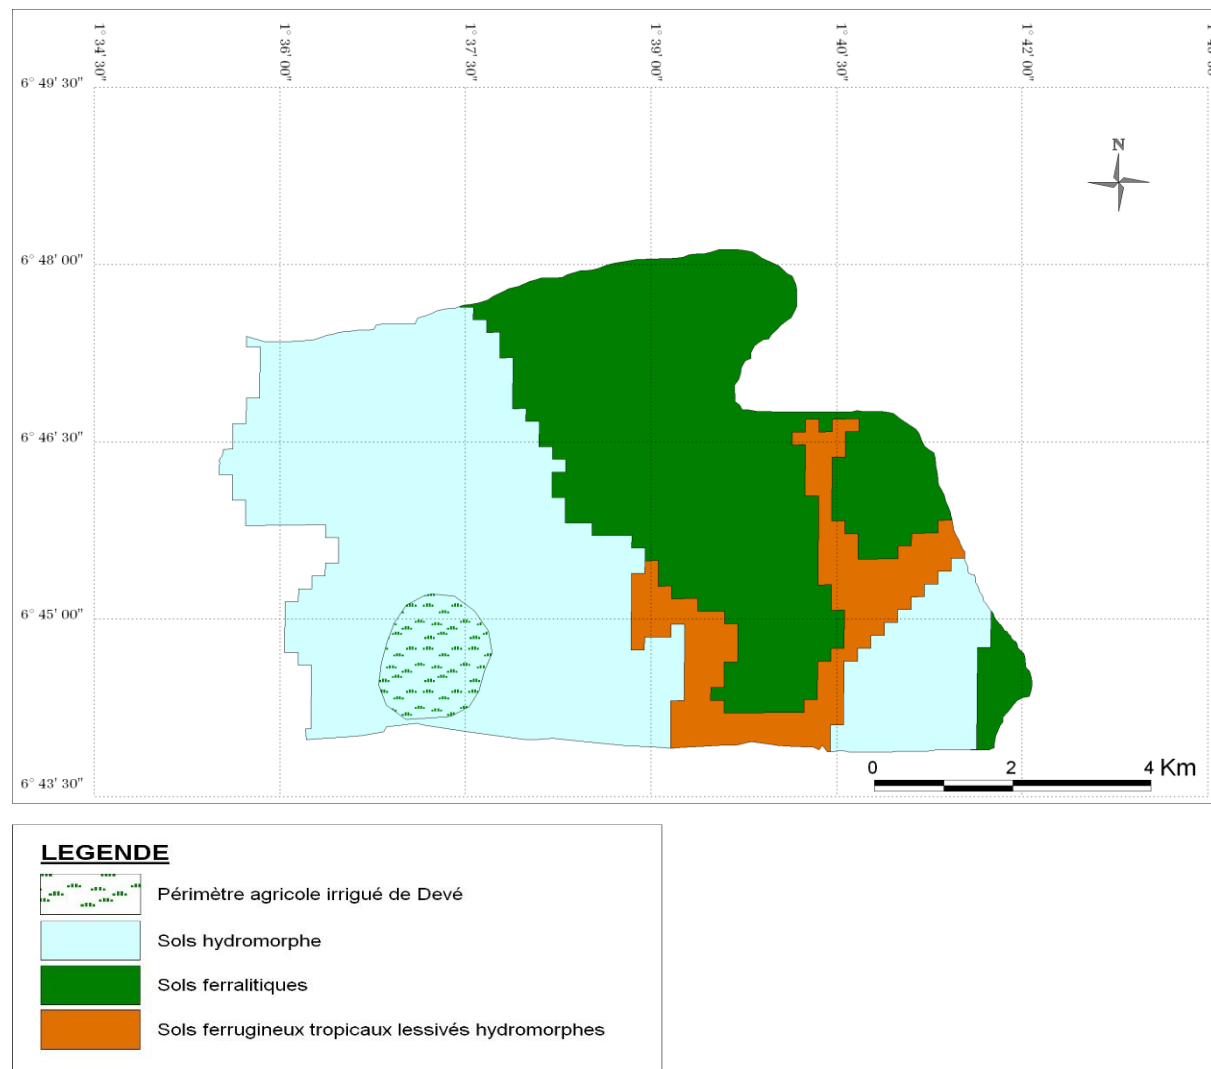 1° 34' 30"
1° 36' 00"
1° 37' 30"
1° 39' 00"
1° 40' 30"
1° 42' 00"
6° 49' 30"
N
6° 48' 00"
6° 46' 30"
6° 45' 00"
6° 43' 30"
0 2 4 Km
LEGENDE
Périmètre agricole irrigué de Devé
Sols hydromorphe
Sols ferralitiques
Sols ferrugineux tropicaux lessivés hydromorphes